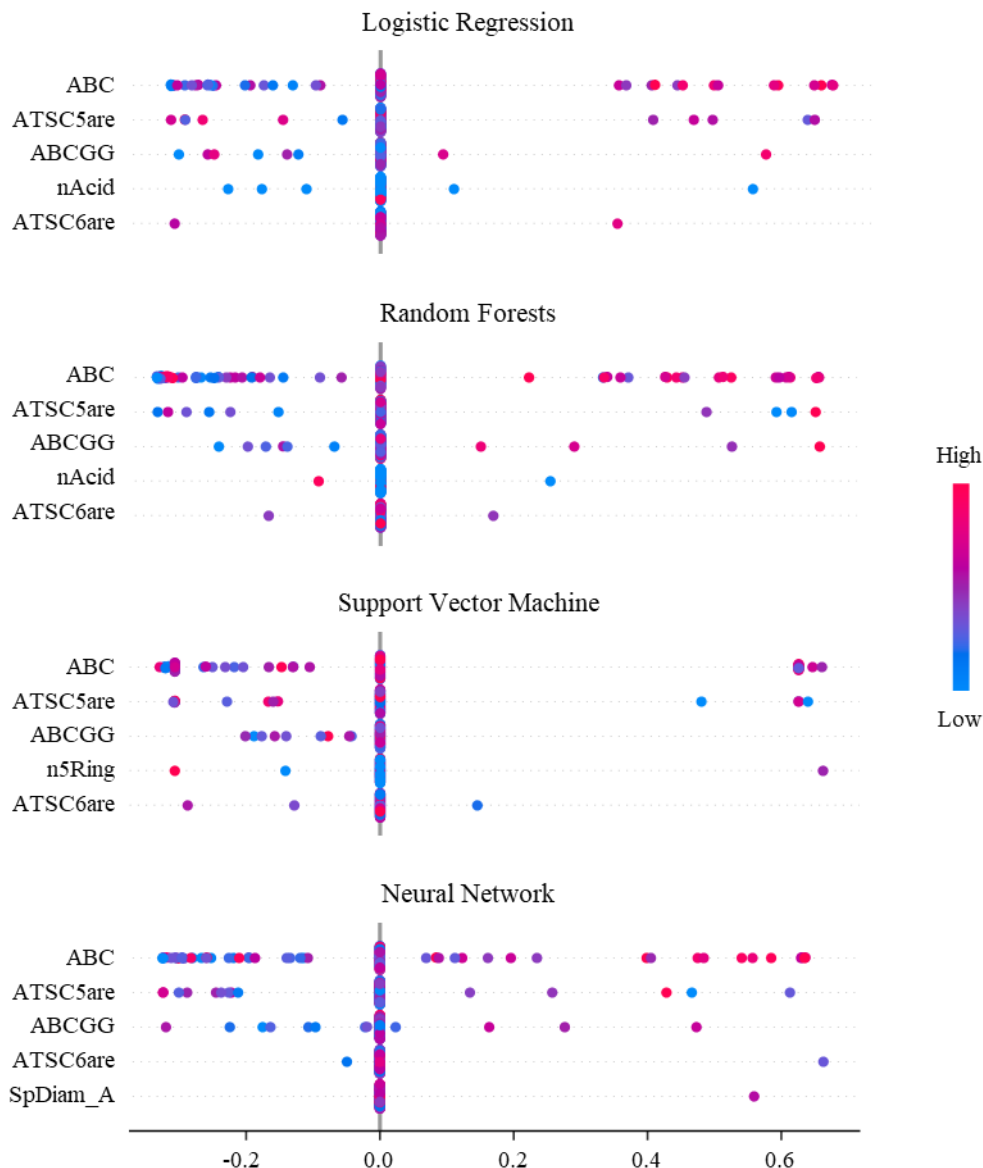 Logistic Regression
ABC
ATSC5are
ABCGG
nAcid
ATSC6are
Random Forests
ABC
ATSC5are
ABCGG
nAcid
ATSC6are
High
Low
Support Vector Machine
ABC
ATSC5are
ABCGG
n5Ring
ATSC6are
Neural Network
ABC
ATSC5are
ABCGG
ATSC6are
SpDiam_A
-0.2 0.0 0.2 0.4 0.6